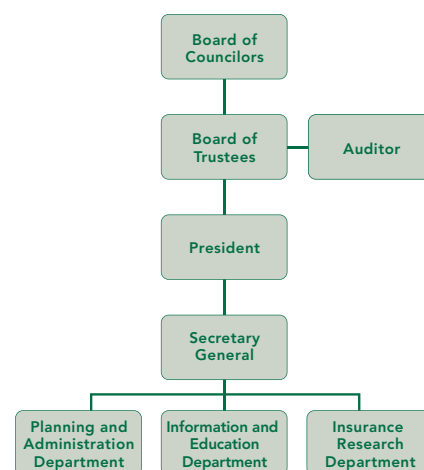 Board of
Councilors
Board of
Trustees
Auditor
President
Secretary
General
Planning and
Administration
Department
Information and
Education
Department
Insurance
Research
Department